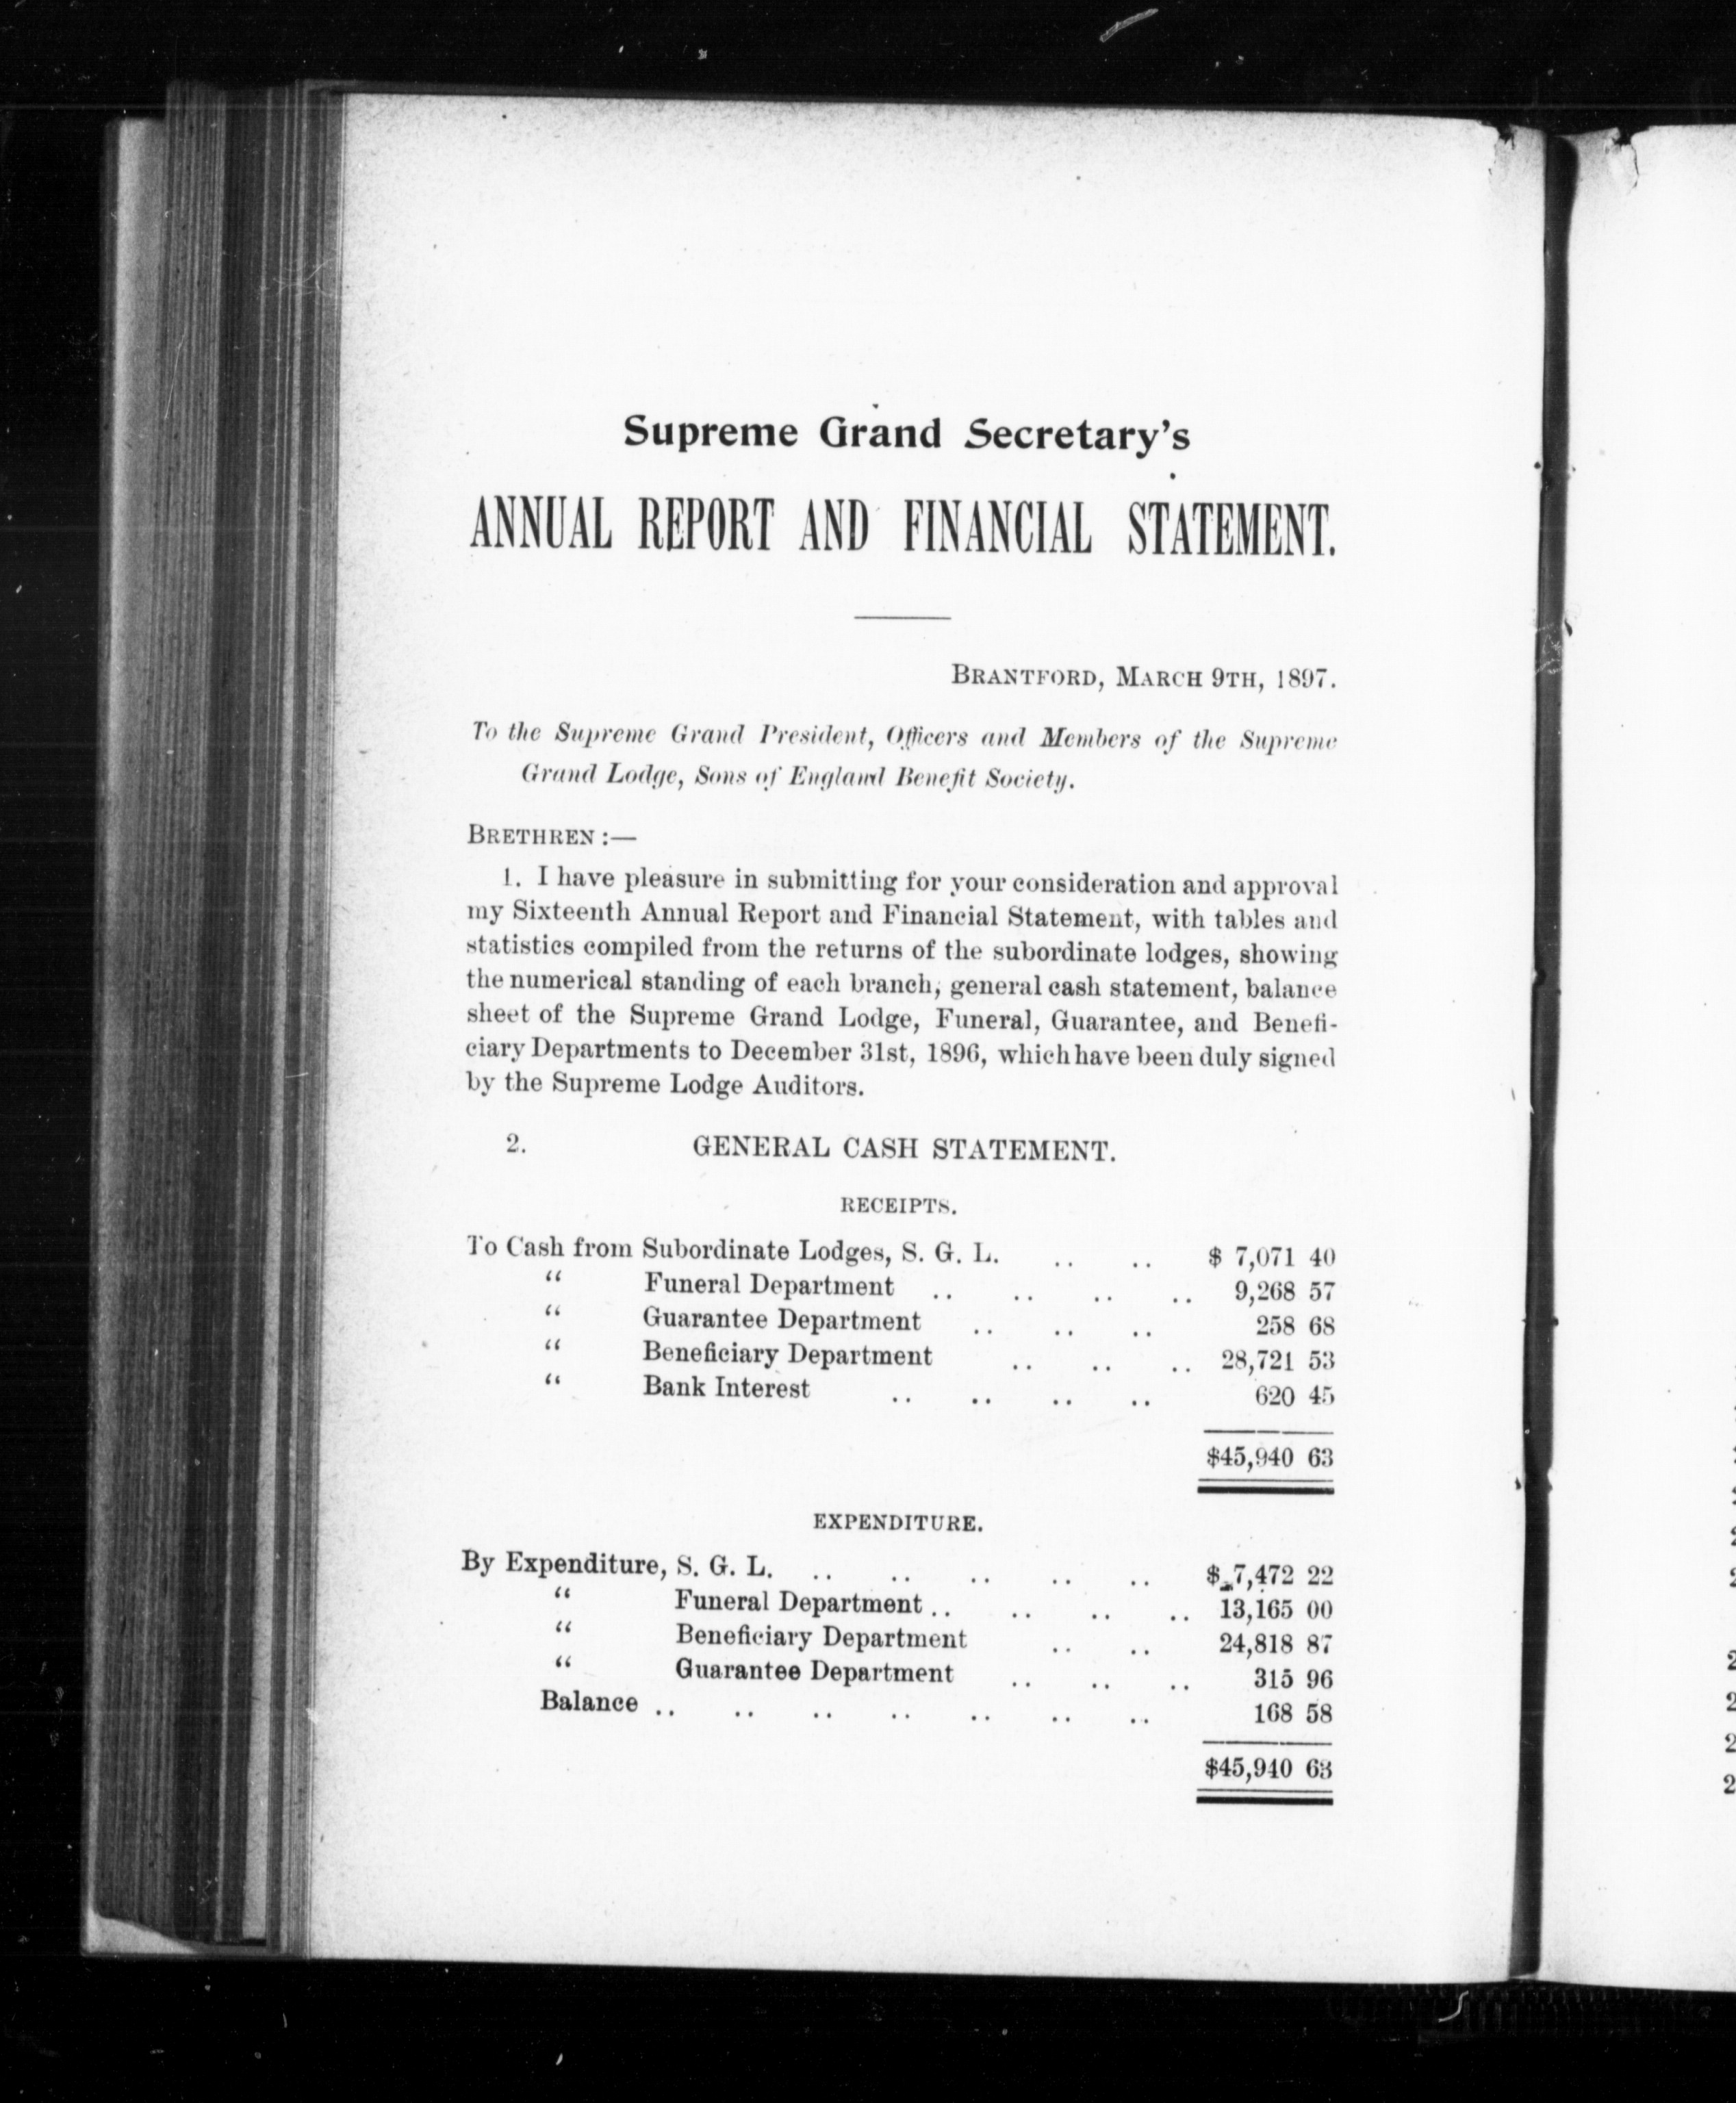 Supreme Grand Secretary's
ANNUAL REPORT AND FINANCIAL STATEMENT.
BRANTFORD, MARCH 9TH, 1897.
To the Supreme Grand President, Officers and Members of the Supreme
Grand Lodge, Sons of England Benefit Society.
BRETHREN :—
1. I have pleasure in submitting for your consideration and approval
my Sixteenth Annual Report and Financial Statement, with tables and
statistics compiled from the returns of the subordinate lodges, showing
the numerical standing of each branch, general cash statement, balance
sheet of the Supreme Grand Lodge, Funeral, Guarantee, and Benefi-
ciary Departments to December 31st, 1896, which have been duly signed
by the Supreme Lodge Auditors.
2. GENERAL CASH STATEMENT.
RECEIPTS.
To Cash from Subordinate Lodges, S. G. L. .. .. $ 7,071 40
“ Funeral Department .. .. .. .. 9,268 57
“ Guarantee Department .. .. .. 258 68
“ Beneficiary Department .. .. .. 28,721 53
“ Bank Interest .. .. .. .. 620 45
$45,940 63
EXPENDITURE.
By Expenditure, S. G. L. .. .. .. .. .. $ 7,472 22
“ Funeral Department .. .. .. .. 13,165 00
“ Beneficiary Department .. .. 24,818 87
“ Guarantee Department .. .. .. 315 96
Balance .. .. .. .. .. .. .. 168 58
$45,940 63